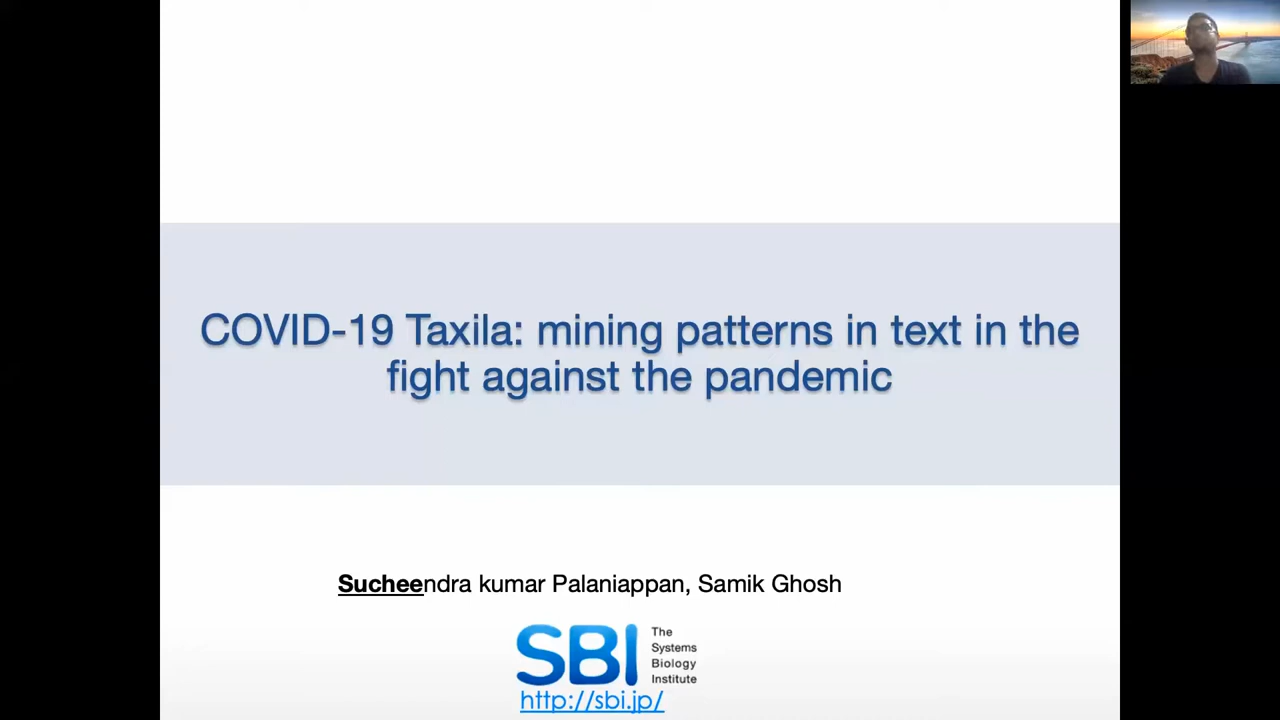 COVID-19 Taxila: mining patterns in text in the
fight against the pandemic
Sucheendra kumar Palaniappan, Samik Ghosh
SBI
The
Systems
Biology
Institute
http://sbi.jp/